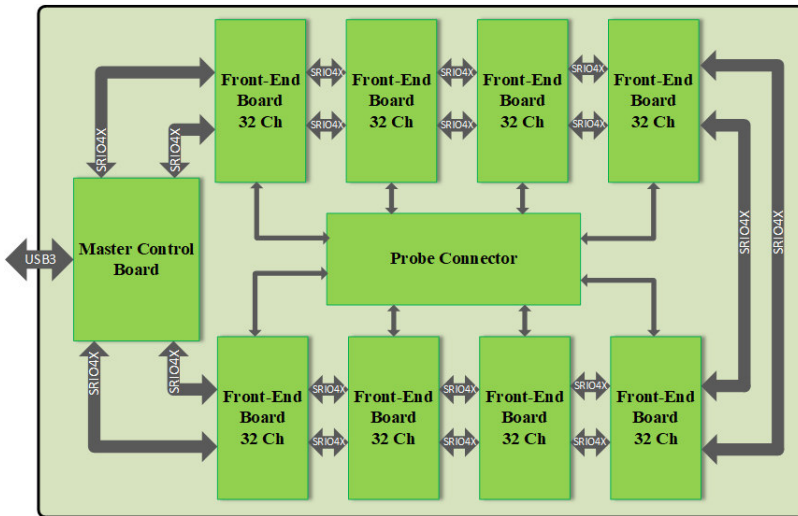 Front-End
Board
32 Ch
SRIO4X
SRIO4X
Front-End
Board
32 Ch
SRIO4X
SRIO4X
Front-End
Board
32 Ch
SRIO4X
SRIO4X
Front-End
Board
32 Ch
SRIO4X
SRIO4X
SRIO4X
SRIO4X
USB3
Master Control
Board
Probe Connector
SRIO4X
SRIO4X
Front-End
Board
32 Ch
SRIO4X
SRIO4X
Front-End
Board
32 Ch
SRIO4X
SRIO4X
Front-End
Board
32 Ch
SRIO4X
SRIO4X
Front-End
Board
32 Ch